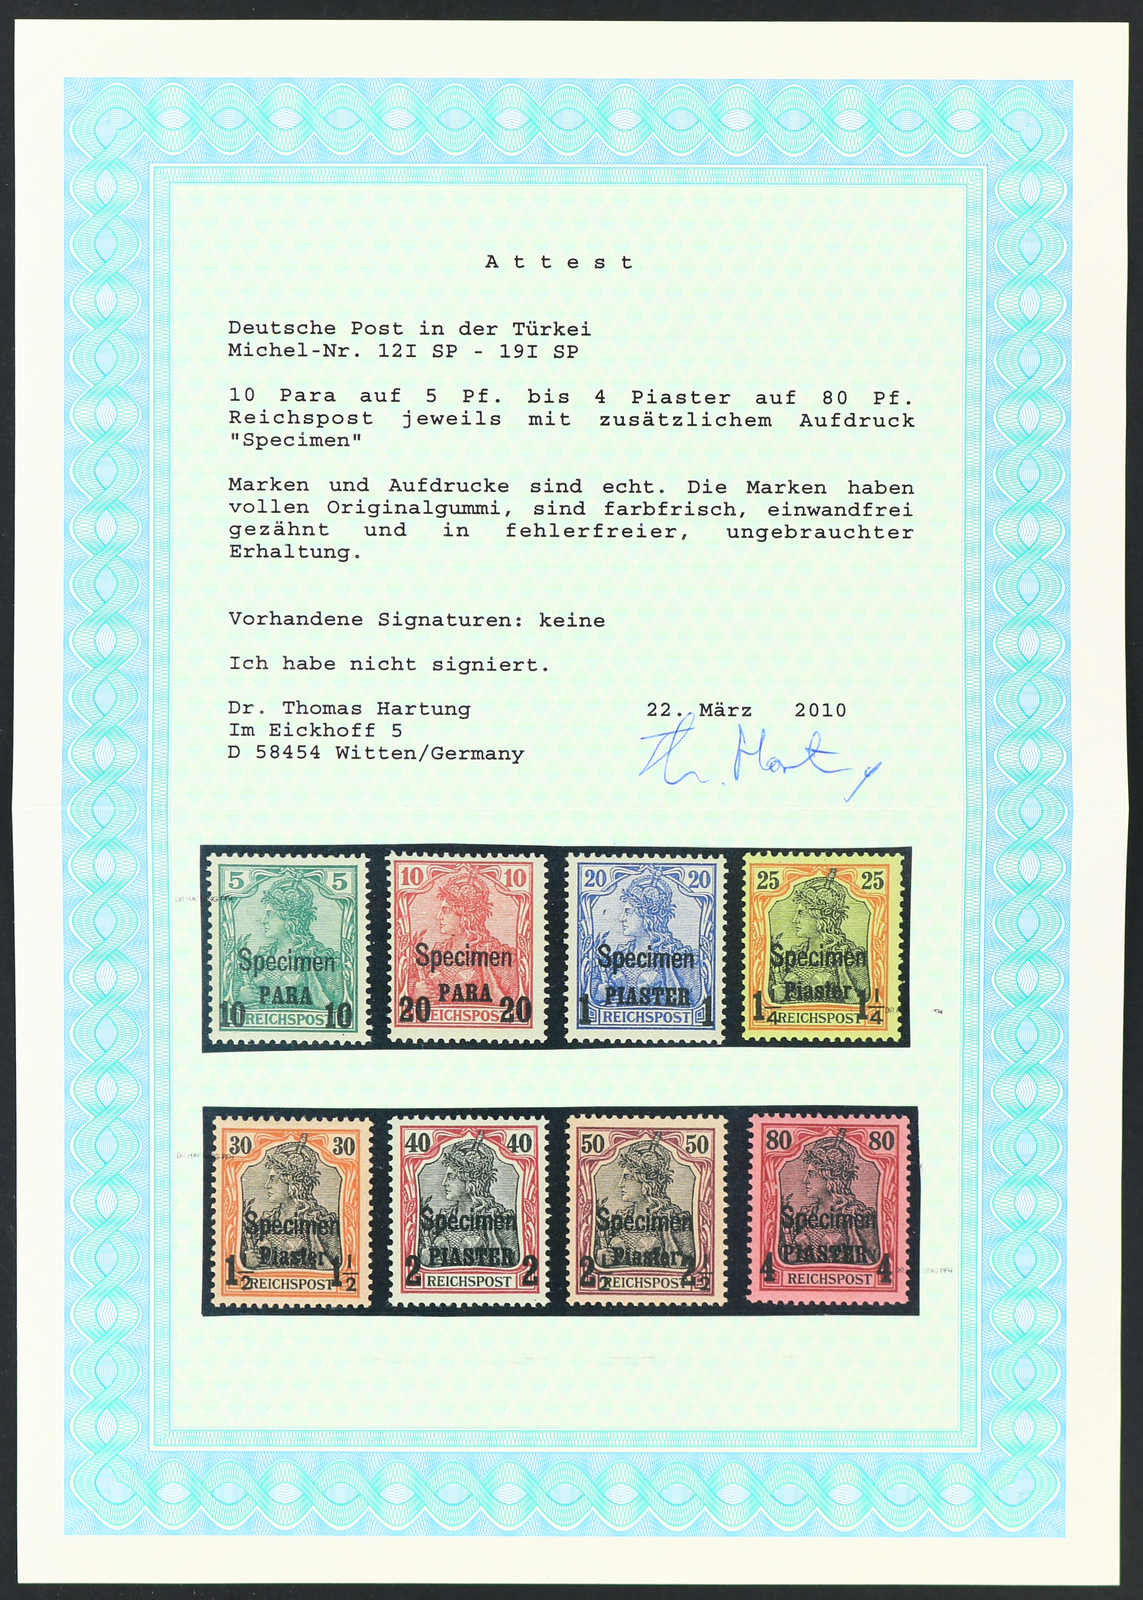 Attest
Deutsche Post in der Türkei
Michel-Nr. 12I SP - 19I SP
10 Para auf 5 Pf. bis 4 Piaster auf 80 Pf.
Reichspost jeweils mit zusätzlichem Aufdruck
"Specimen"
Marken und Aufdrucke sind echt. Die Marken haben
vollen Originalgummi, sind farbfrisch, einwandfrei
gezähnt und in fehlerfreier, ungebrauchter
Erhaltung.
Vorhandene Signaturen: keine
Ich habe nicht signiert.
Dr. Thomas Hartung 22. März 2010
Im Eickhoff 5
D 58454 Witten/Germany
Th. Hartung
5 5 10 10 20 20 25 25
Specimen Specimen Specimen Specimen
PARA PARA PIASTER Piaster
10 10 20 20 1 1 1 1/4 1 1/4
REICHSPOST REICHSPOST REICHSPOST REICHSPOST
30 30 40 40 50 50 80 80
Specimen Specimen Specimen Specimen
Piaster PIASTER Piaster PIASTER
1 1/2 1 1/2 2 2 2 1/2 2 1/2 4 4
REICHSPOST REICHSPOST REICHSPOST REICHSPOST